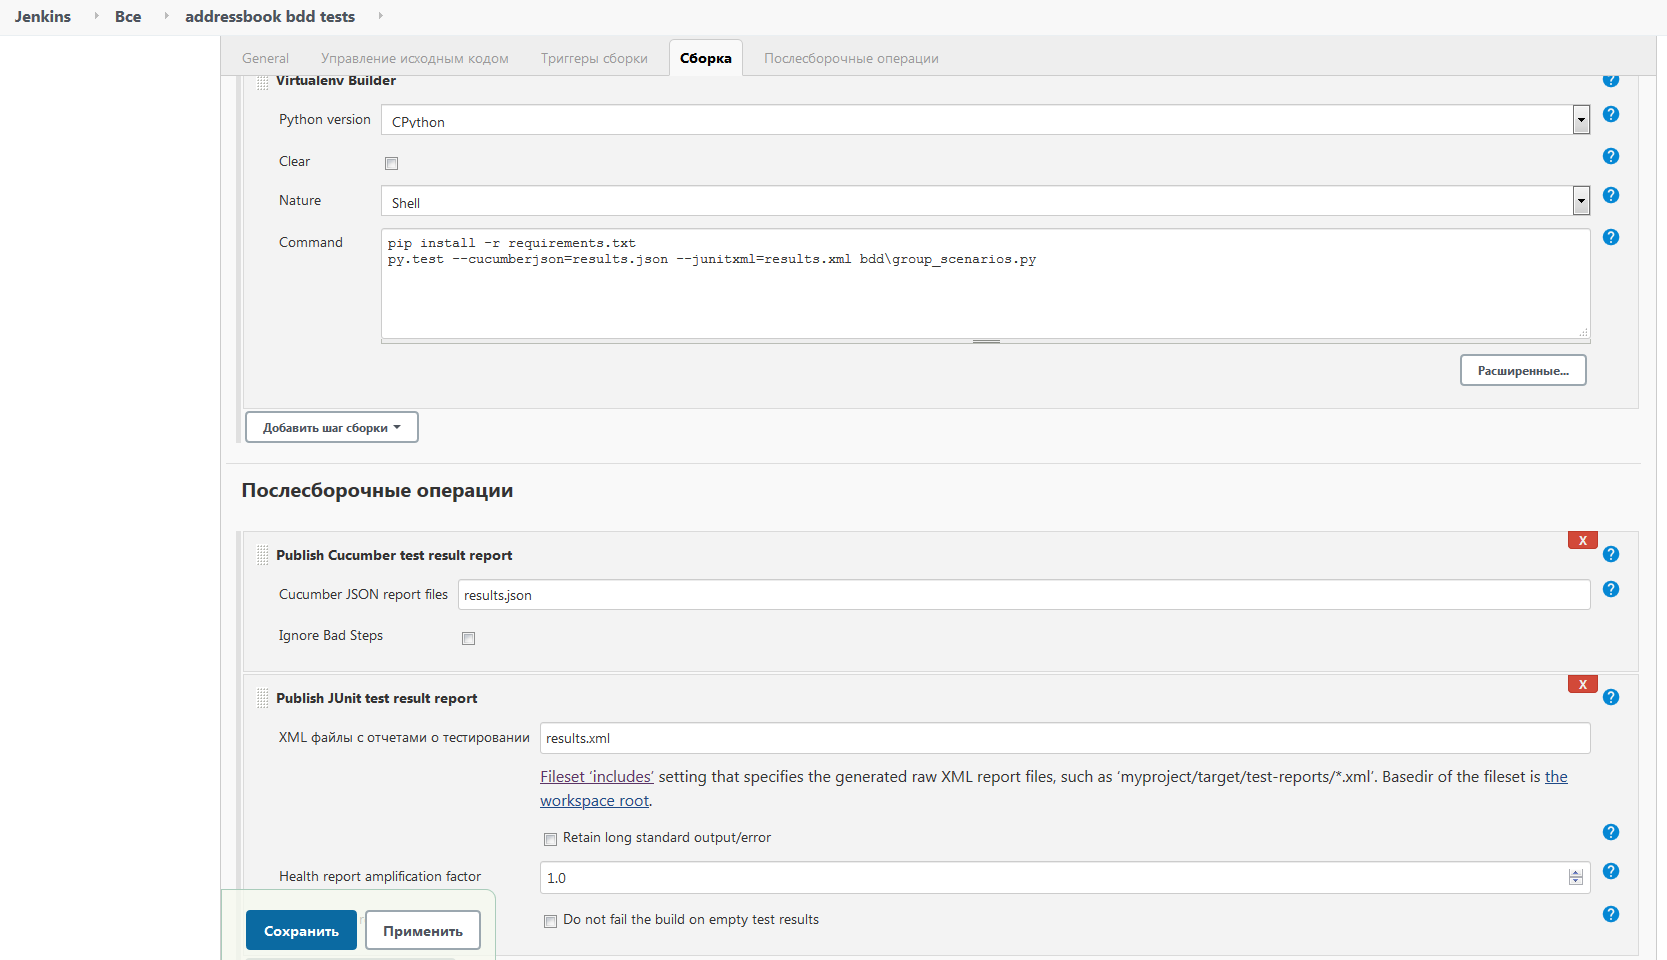 Jenkins Все addressbook bdd tests
General Управление исходным кодом Триггеры сборки Сборка Послесборочные операции
Virtualenv Builder
Python version CPython
Clear
Nature Shell
Command pip install -r requirements.txt
py.test --cucumberjson=results.json --junitxml=results.xml bdd\group_scenarios.py
Расширенные...
Добавить шаг сборки
Послесборочные операции
X
Publish Cucumber test result report
Cucumber JSON report files results.json
Ignore Bad Steps
X
Publish JUnit test result report
XML файлы с отчетами о тестировании results.xml
Fileset ‘includes’ setting that specifies the generated raw XML report files, such as ‘myproject/target/test-reports/*.xml’. Basedir of the fileset is the
workspace root.
Retain long standard output/error
Health report amplification factor 1.0
Do not fail the build on empty test results
Сохранить Применить